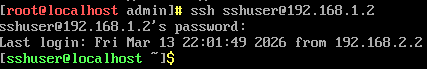 [root@localhost admin]# ssh sshuser@192.168.1.2
sshuser@192.168.1.2's password:
Last login: Fri Mar 13 22:01:49 2026 from 192.168.2.2
[sshuser@localhost ~]$